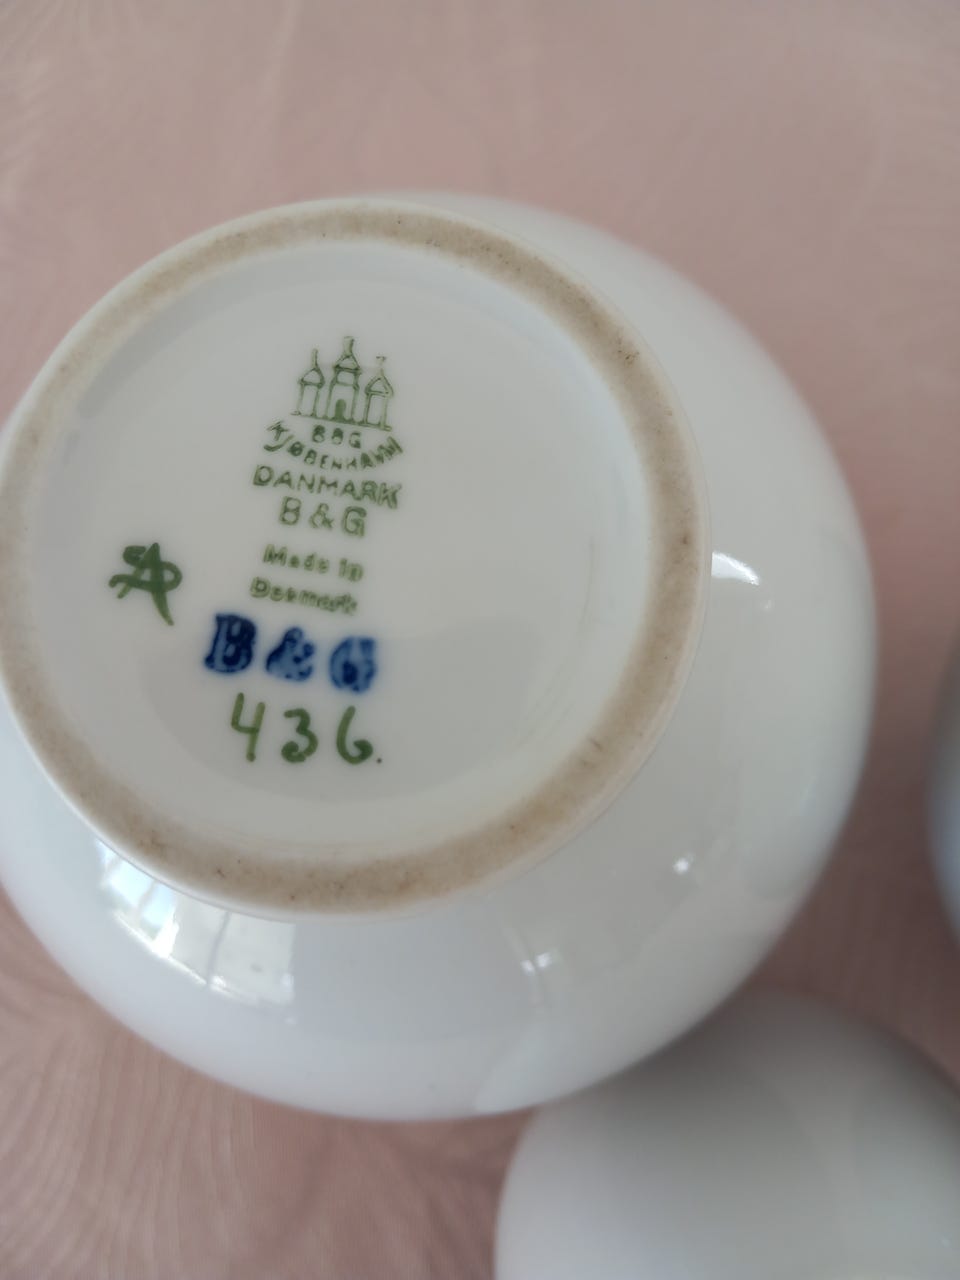 B&G
KJØBENHAVN
DANMARK
B&G
Made in
Denmark
B & G
436.